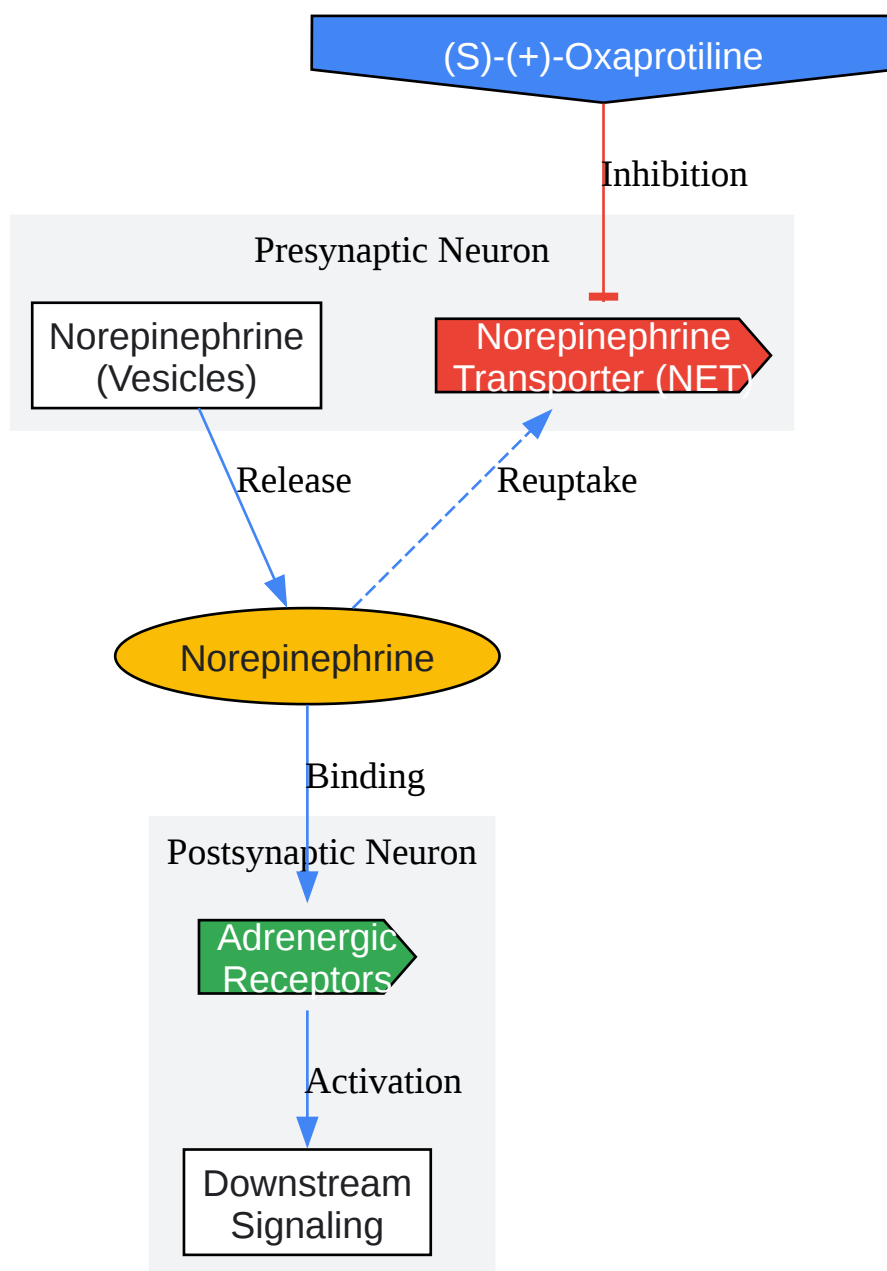 (S)-(+)-Oxaprotiline
Inhibition
Presynaptic Neuron
Norepinephrine
(Vesicles)
Norepinephrine
Transporter (NET)
Release
Reuptake
Norepinephrine
Binding
Postsynaptic Neuron
Adrenergic
Receptors
Activation
Downstream
Signaling